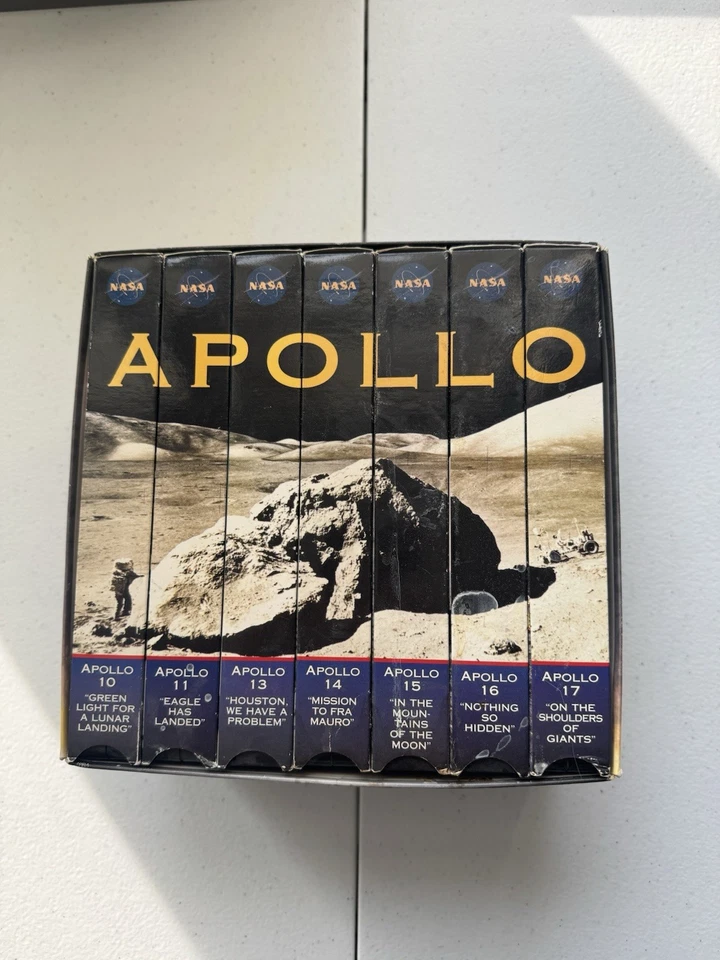 NASA NASA NASA NASA NASA NASA NASA
APOLLO
APOLLO
10
"GREEN
LIGHT FOR
A LUNAR
LANDING"
APOLLO
11
"EAGLE
HAS
LANDED"
APOLLO
13
"HOUSTON,
WE HAVE A
PROBLEM"
APOLLO
14
"MISSION
TO FRA
MAURO"
APOLLO
15
"IN THE
MOUN-
TAINS
OF THE
MOON"
APOLLO
16
"NOTHING
SO
HIDDEN"
APOLLO
17
"ON THE
SHOULDERS
OF
GIANTS"